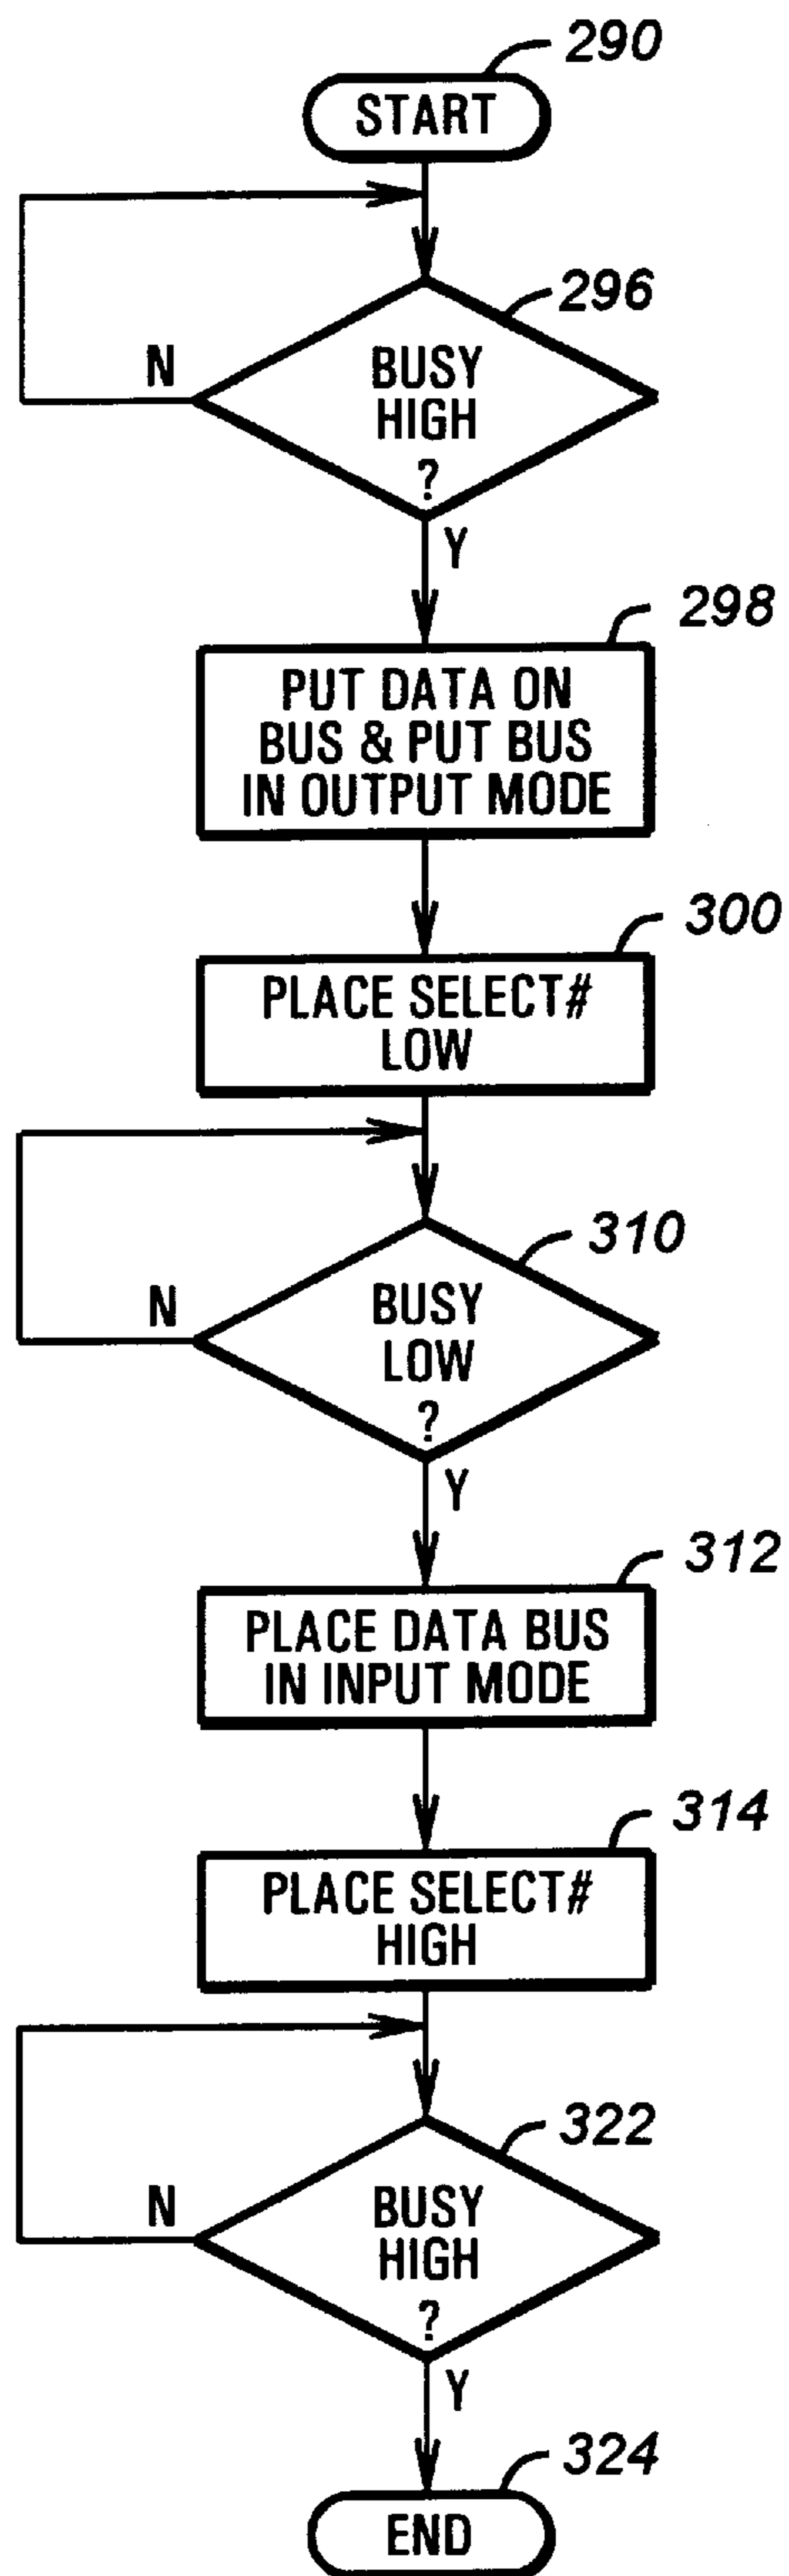 290
START
296
N
BUSY
HIGH
?
Y
298
PUT DATA ON
BUS & PUT BUS
IN OUTPUT MODE
300
PLACE SELECT#
LOW
310
N
BUSY
LOW
?
Y
312
PLACE DATA BUS
IN INPUT MODE
314
PLACE SELECT#
HIGH
322
N
BUSY
HIGH
?
Y
324
END